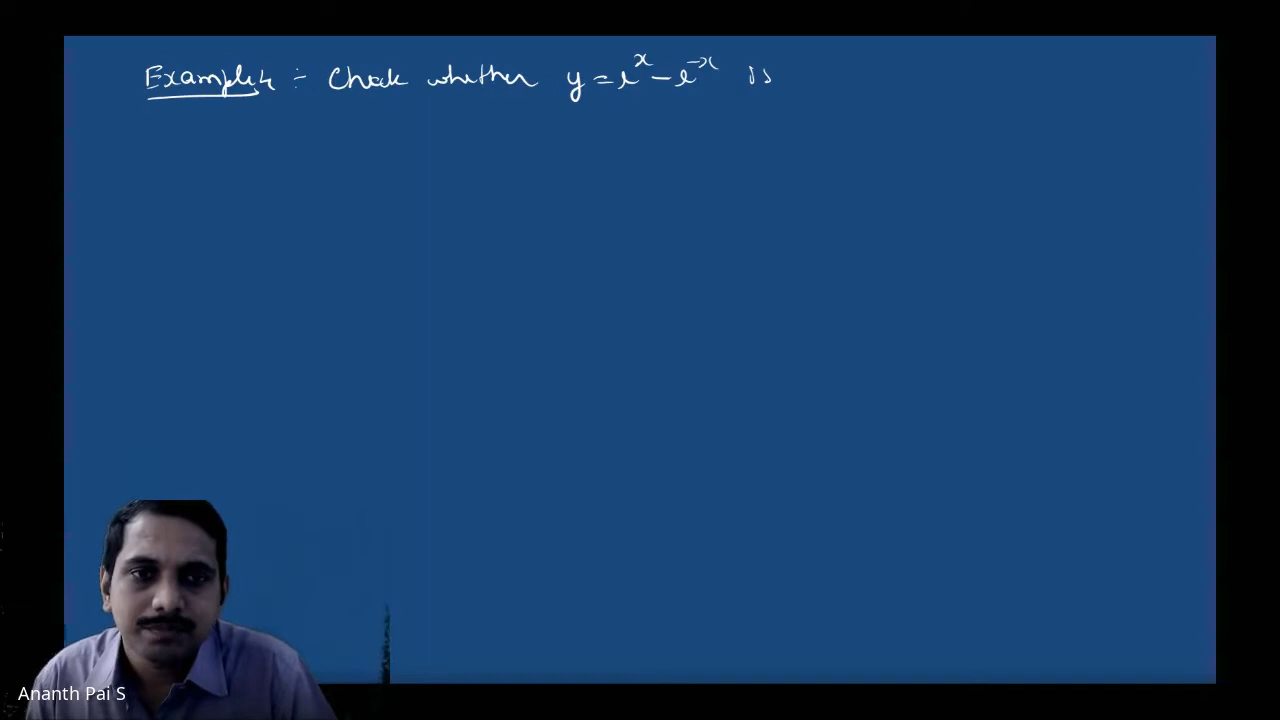 Example :- Check whether y = e^x - e^-x is
Ananth Pai S